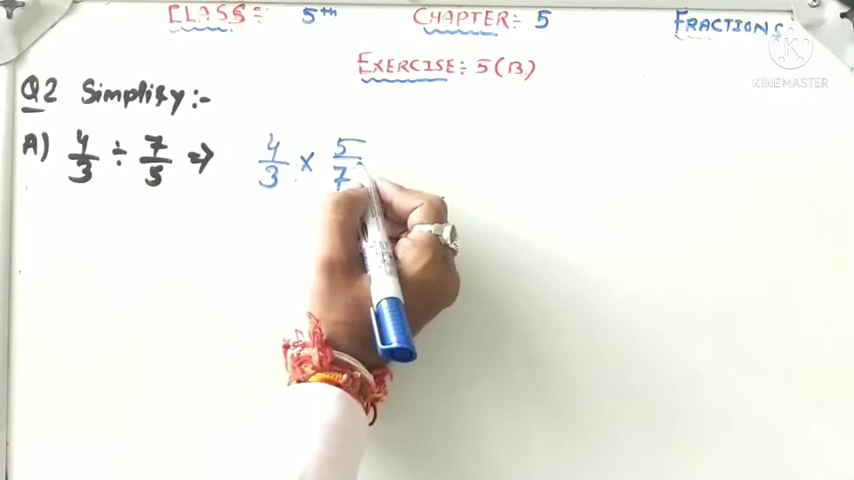 CLASS :- 5th CHAPTER :- 5 FRACTIONS
EXERCISE :- 5(B)
KINEMASTER
Q2 Simplify :-
A) 4/3 ÷ 7/5 ⇒ 4/3 × 5/7